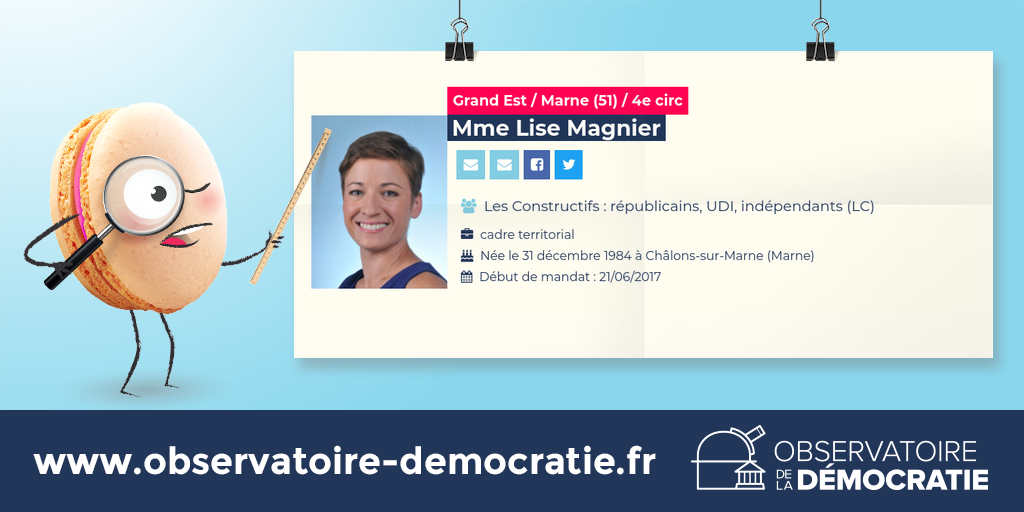 Grand Est / Marne (51) / 4e circ
Mme Lise Magnier
Les Constructifs : républicains, UDI, indépendants (LC)
cadre territorial
Née le 31 décembre 1984 à Châlons-sur-Marne (Marne)
Début de mandat : 21/06/2017
www.observatoire-democratie.fr
OBSERVATOIRE
DE LA DÉMOCRATIE